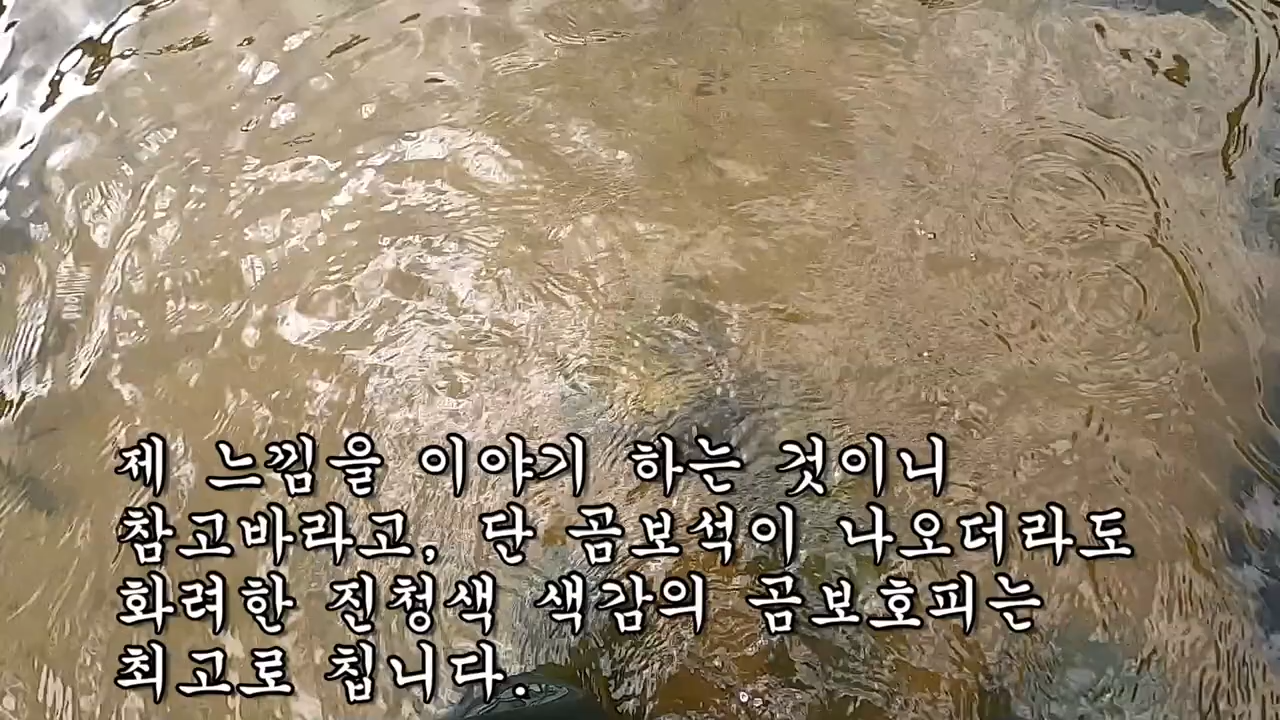 제 느낌을 이야기 하는 것이니
참고바라고, 단 곰보석이 나오더라도
화려한 진청색 색감의 곰보호피는
최고로 칩니다.